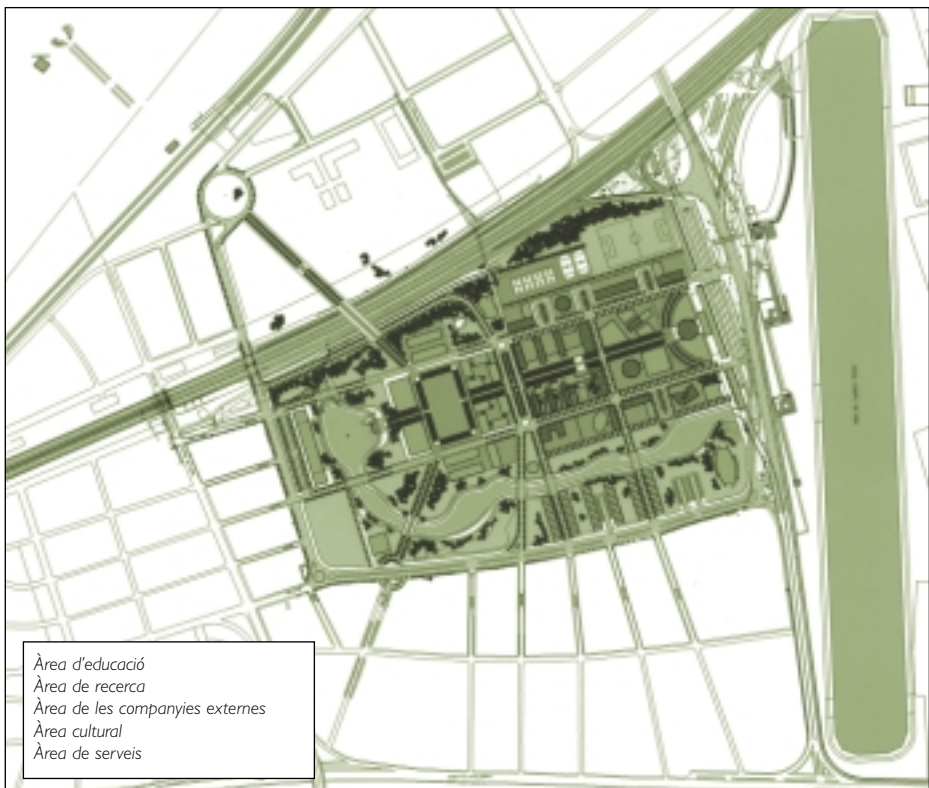 Àrea d'educació
Àrea de recerca
Àrea de les companyies externes
Àrea cultural
Àrea de serveis